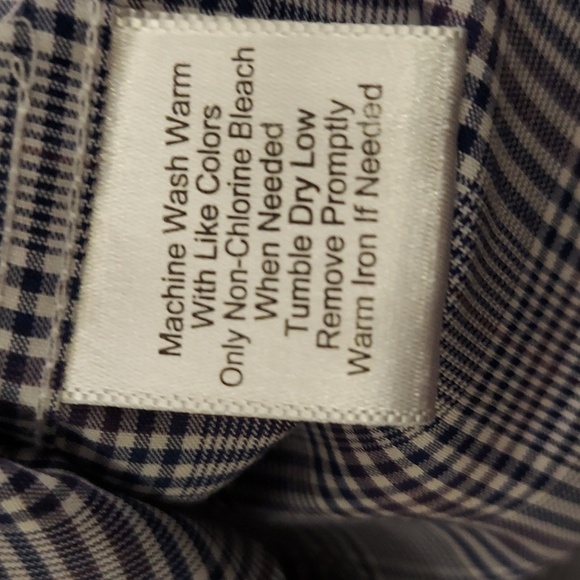 Machine Wash Warm
With Like Colors
Only Non-Chlorine Bleach
When Needed
Tumble Dry Low
Remove Promptly
Warm Iron If Needed